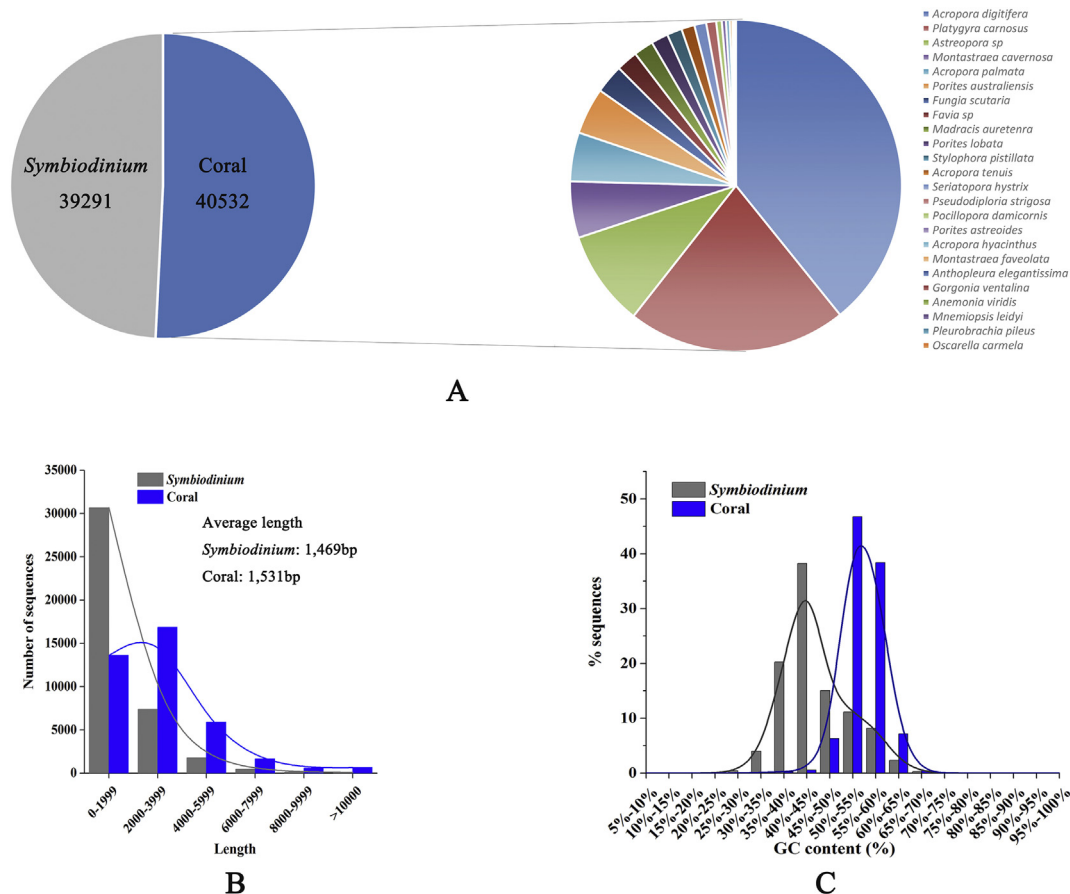 Symbiodinium
39291
Coral
40532
Acropora digitifera
Platygyra carnosus
Astreopora sp
Montastraea cavernosa
Acropora palmata
Porites australiensis
Fungia scutaria
Favia sp
Madracis auretenra
Porites lobata
Stylophora pistillata
Acropora tenuis
Seriatopora hystrix
Pseudodiploria strigosa
Pocillopora damicornis
Porites astreoides
Acropora hyacinthus
Montastraea faveolata
Anthopleura elegantissima
Gorgonia ventalina
Anemonia viridis
Mnemiopsis leidyi
Pleurobrachia pileus
Oscarella carmela
A
35000
30000
25000
20000
15000
10000
5000
0
Number of sequences
Symbiodinium
Coral
Average length
Symbiodinium: 1,469bp
Coral: 1,531bp
0-1999
2000-3999
4000-5999
6000-7999
8000-9999
>10000
Length
B
50
40
30
20
10
0
% sequences
Symbiodinium
Coral
5%-10%
10%-15%
15%-20%
20%-25%
25%-30%
30%-35%
35%-40%
40%-45%
45%-50%
50%-55%
55%-60%
60%-65%
65%-70%
70%-75%
75%-80%
80%-85%
85%-90%
90%-95%
95%-100%
GC content (%)
C